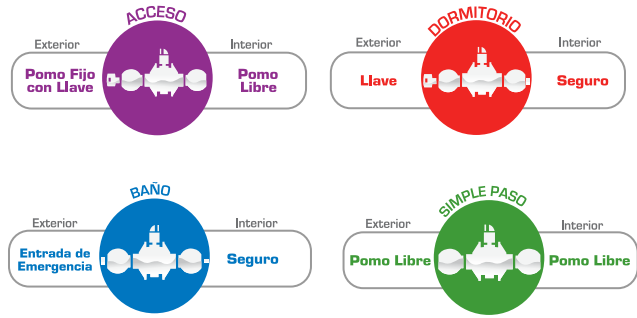 ACCESO
Exterior
Interior
Pomo Fijo
con Llave
Pomo
Libre
DORMITORIO
Exterior
Interior
Llave
Seguro
BAÑO
Exterior
Interior
Entrada de
Emergencia
Seguro
SIMPLE PASO
Exterior
Interior
Pomo Libre
Pomo Libre